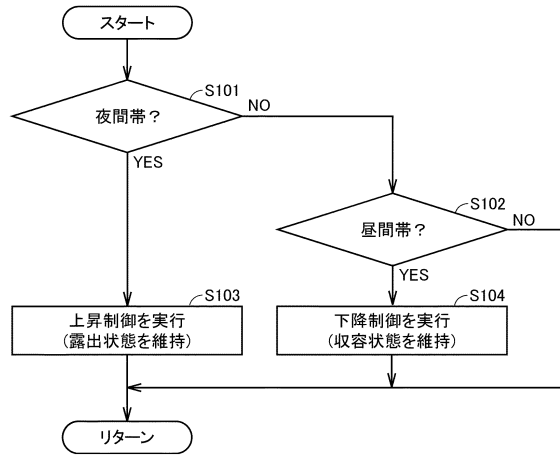 スタート
S101
夜間帯？
NO
YES
S102
昼間帯？
NO
YES
S103
上昇制御を実行
(露出状態を維持)
S104
下降制御を実行
(収容状態を維持)
リターン